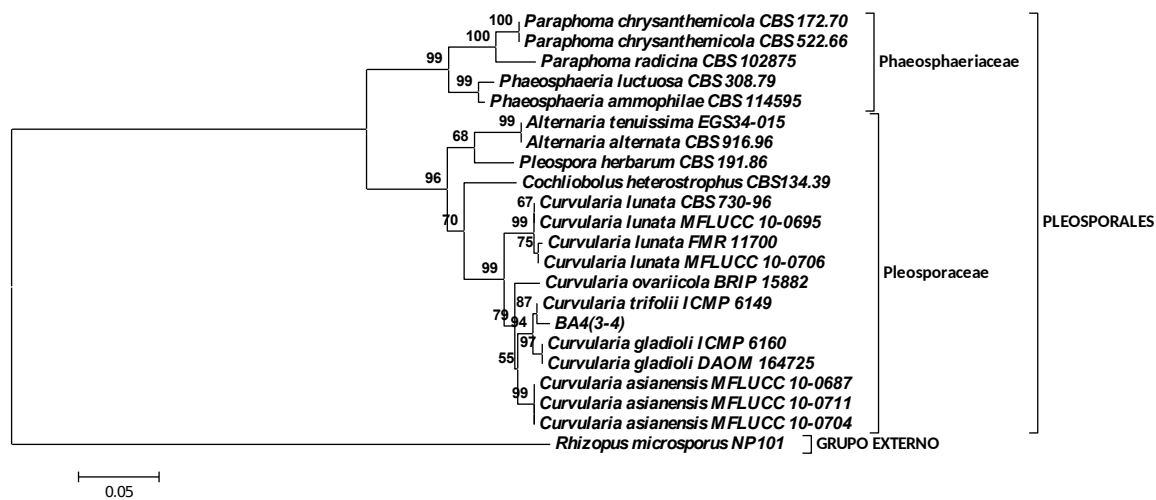 100 Paraphoma chrysanthemicola CBS 172.70
100 Paraphoma chrysanthemicola CBS 522.66
99 Paraphoma radicina CBS 102875
Phaeosphaeriaceae
99 Phaeosphaeria luctuosa CBS 308.79
Phaeosphaeria ammophilae CBS 114595
99 Alternaria tenuissima EGS34-015
68 Alternaria alternata CBS 916.96
Pleospora herbarum CBS 191.86
96 Cochliobolus heterostrophus CBS134.39
67 Curvularia lunata CBS 730-96
70 99 Curvularia lunata MFLUCC 10-0695
PLEOSPORALES
75 Curvularia lunata FMR 11700
99 Curvularia lunata MFLUCC 10-0706
Pleosporaceae
Curvularia ovariicola BRIP 15882
87 Curvularia trifolii ICMP 6149
79 94 BA4(3-4)
97 Curvularia gladioli ICMP 6160
55 Curvularia gladioli DAOM 164725
Curvularia asianensis MFLUCC 10-0687
99 Curvularia asianensis MFLUCC 10-0711
Curvularia asianensis MFLUCC 10-0704
Rhizopus microsporus NP101 GRUPO EXTERNO
0.05